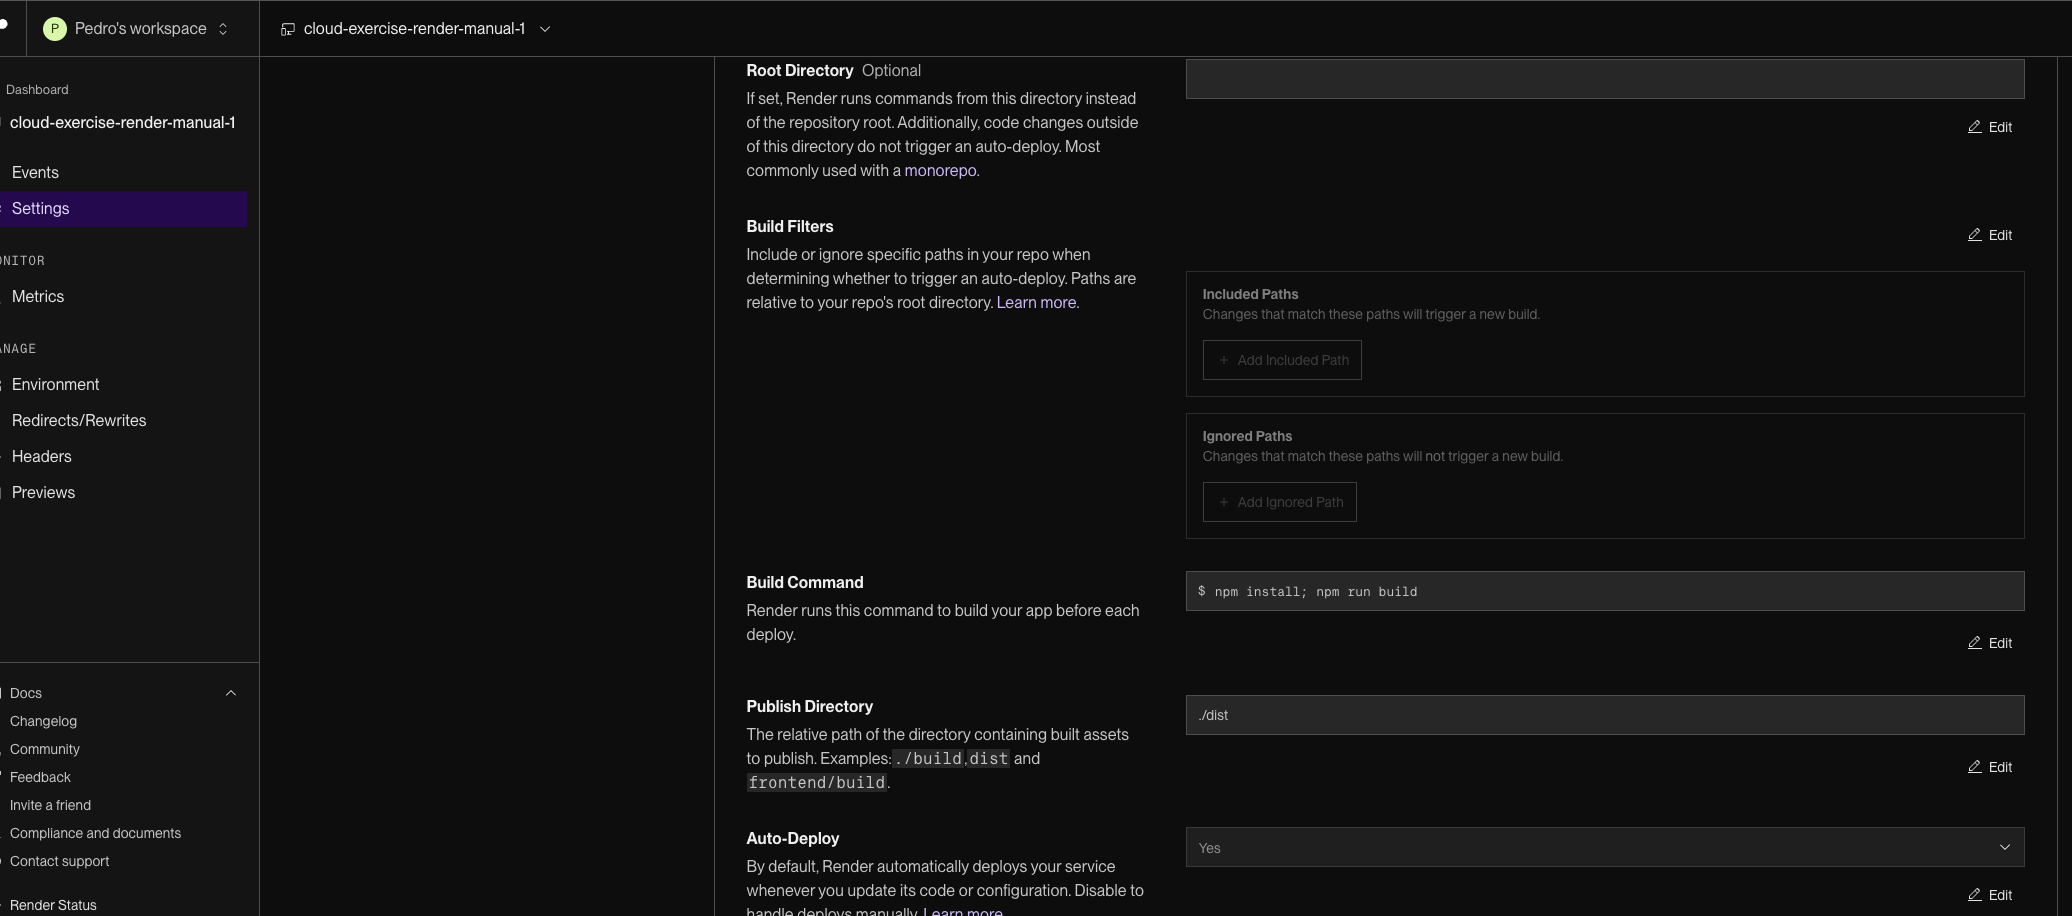 P Pedro's workspace
cloud-exercise-render-manual-1
Dashboard
cloud-exercise-render-manual-1
Events
Settings
NITOR
Metrics
NAGE
Environment
Redirects/Rewrites
Headers
Previews
Docs
Changelog
Community
Feedback
Invite a friend
Compliance and documents
Contact support
Render Status
Root Directory Optional
If set, Render runs commands from this directory instead
of the repository root. Additionally, code changes outside
of this directory do not trigger an auto-deploy. Most
commonly used with a monorepo.
Edit
Build Filters
Include or ignore specific paths in your repo when
determining whether to trigger an auto-deploy. Paths are
relative to your repo's root directory. Learn more.
Edit
Included Paths
Changes that match these paths will trigger a new build.
+ Add Included Path
Ignored Paths
Changes that match these paths will not trigger a new build.
+ Add Ignored Path
Build Command
Render runs this command to build your app before each
deploy.
$ npm install; npm run build
Edit
Publish Directory
The relative path of the directory containing built assets
to publish. Examples: ./build, dist and
frontend/build.
./dist
Edit
Auto-Deploy
By default, Render automatically deploys your service
whenever you update its code or configuration. Disable to
handle deploys manually. Learn more.
Yes
Edit